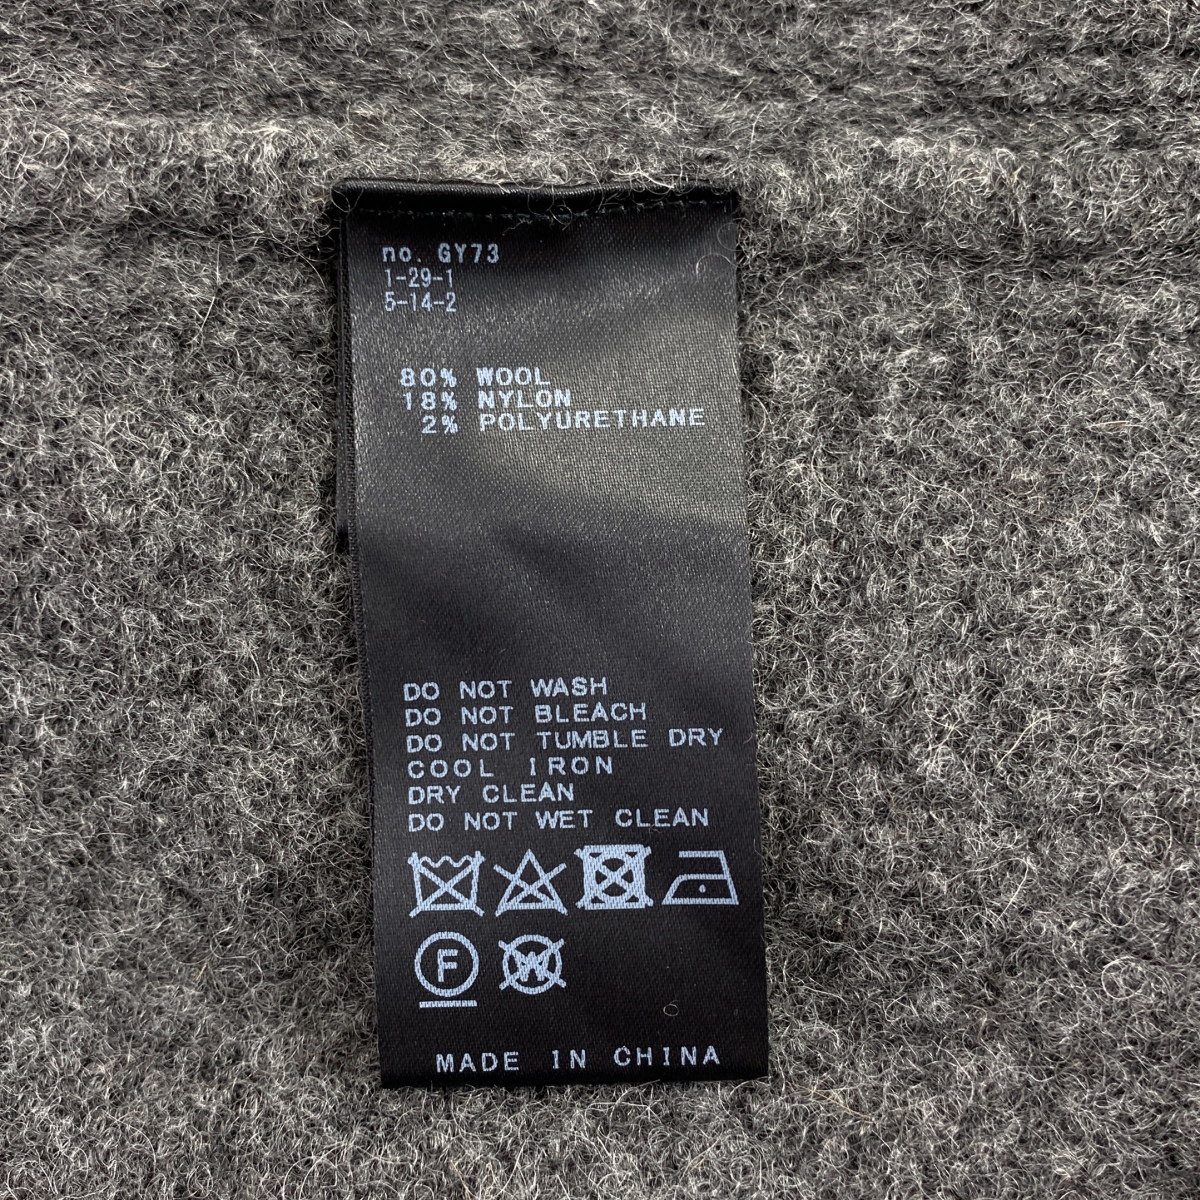 no. GY73
1-29-1
5-14-2
80% WOOL
18% NYLON
2% POLYURETHANE
DO NOT WASH
DO NOT BLEACH
DO NOT TUMBLE DRY
COOL IRON
DRY CLEAN
DO NOT WET CLEAN
F W
MADE IN CHINA